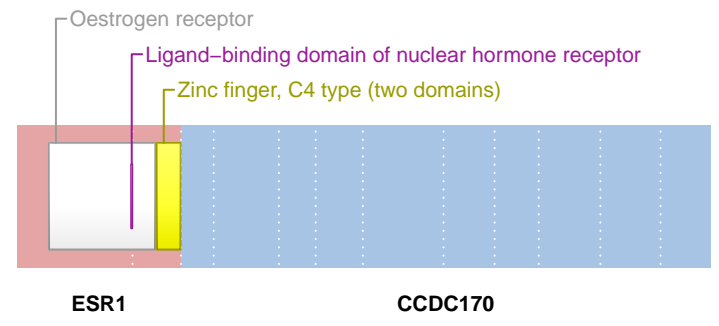 Oestrogen receptor
Ligand−binding domain of nuclear hormone receptor
Zinc finger, C4 type (two domains)
ESR1 CCDC170